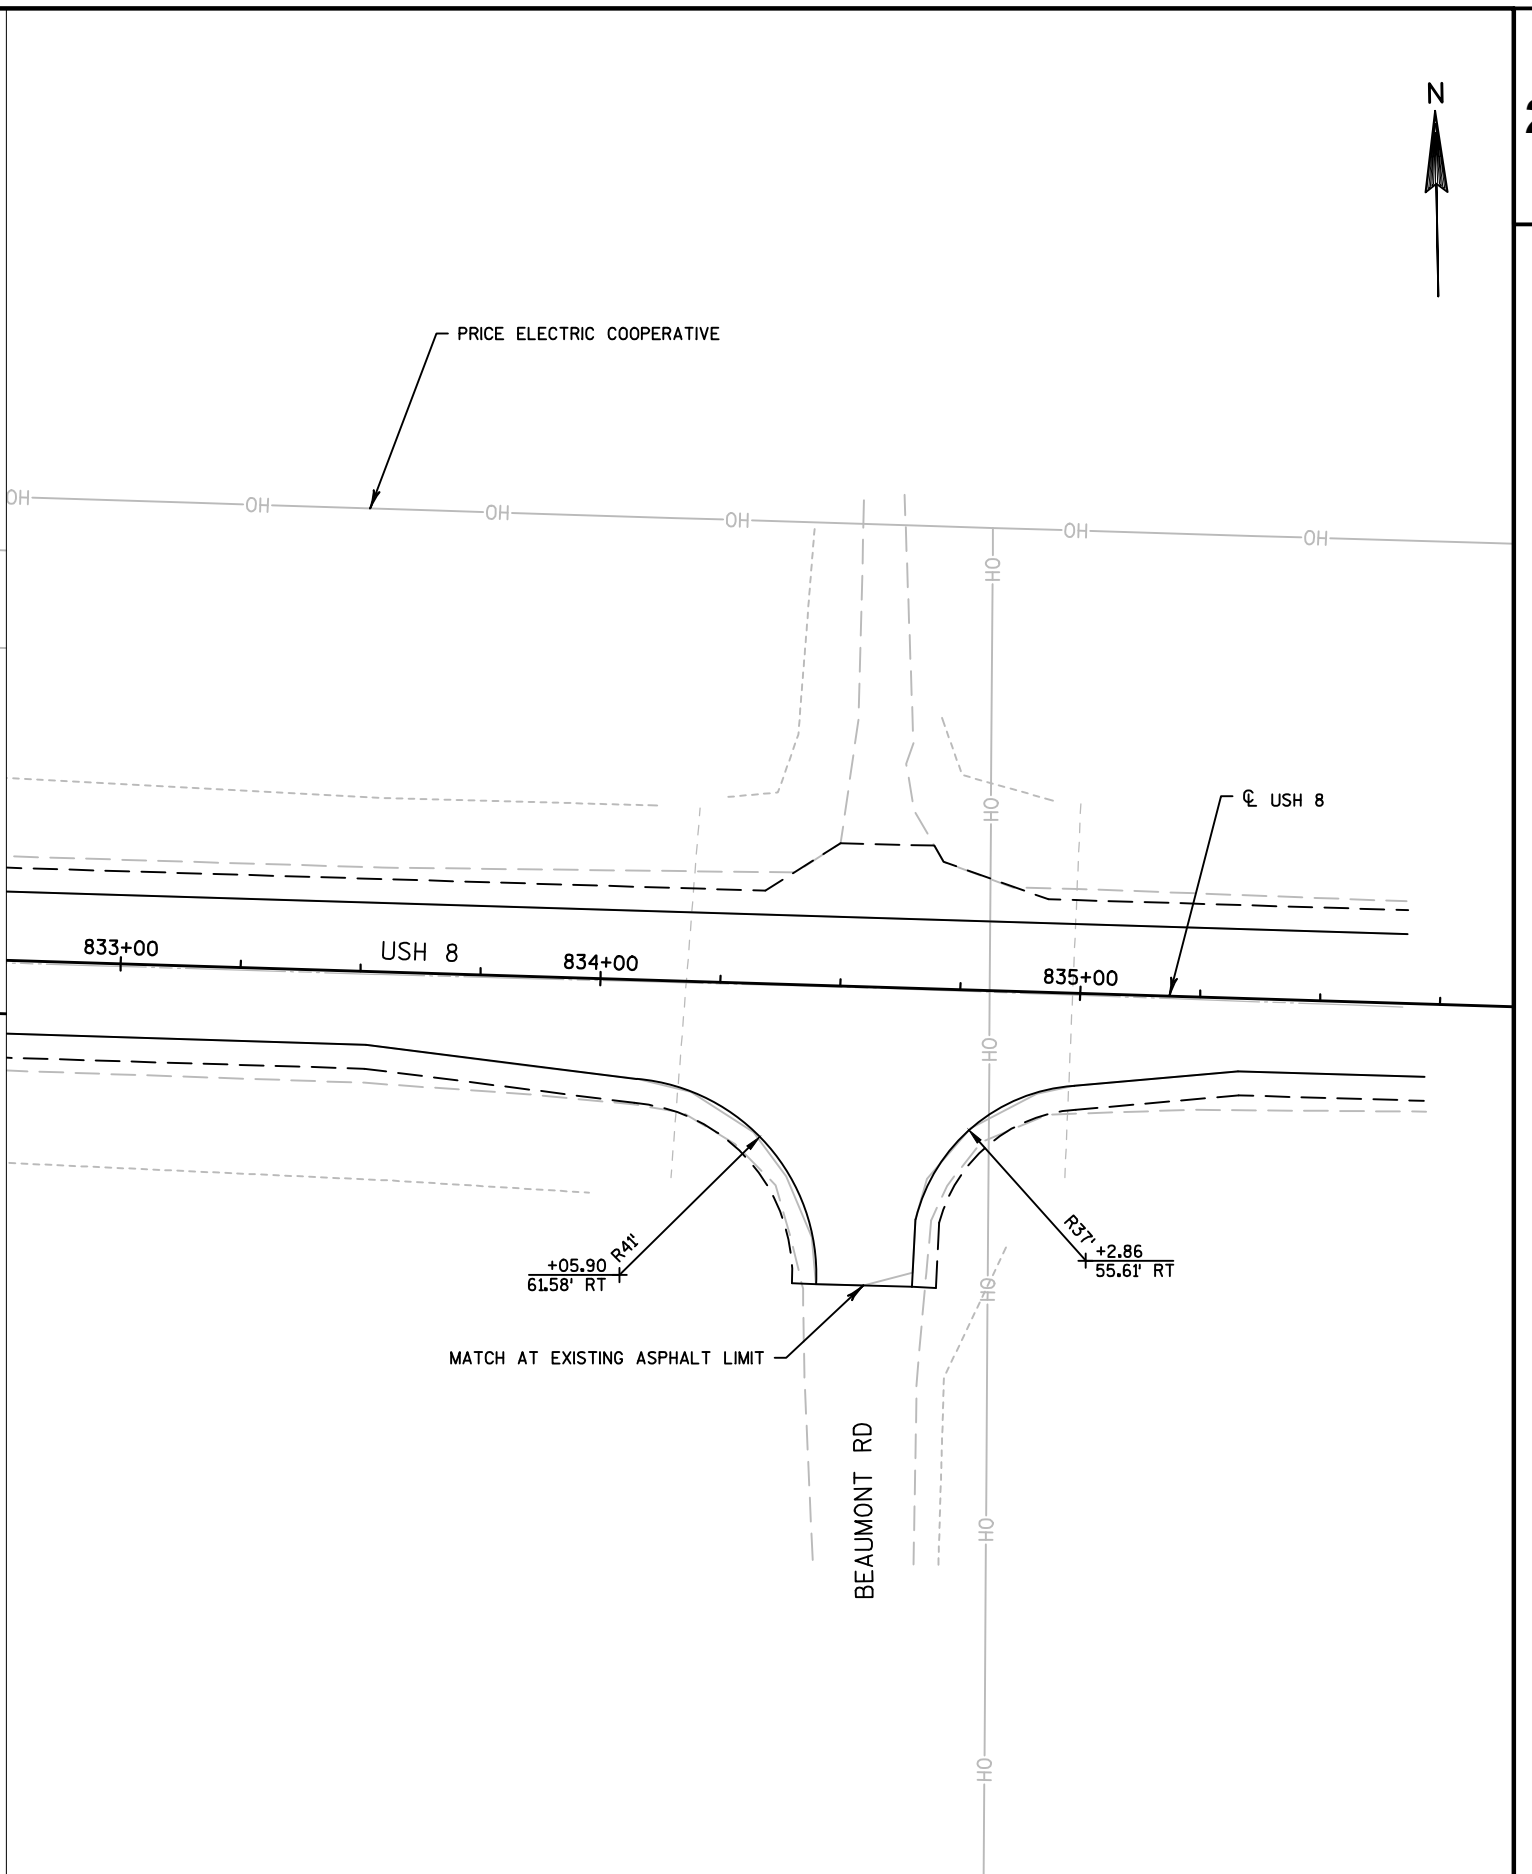 N
PRICE ELECTRIC COOPERATIVE
OH
OH
OH
OH
OH
OH
OH
OH
℄ USH 8
833+00
USH 8
834+00
835+00
OH
R41'
+05.90
61.58' RT
R37'
+2.86
55.61' RT
OH
MATCH AT EXISTING ASPHALT LIMIT
BEAUMONT RD
OH
OH